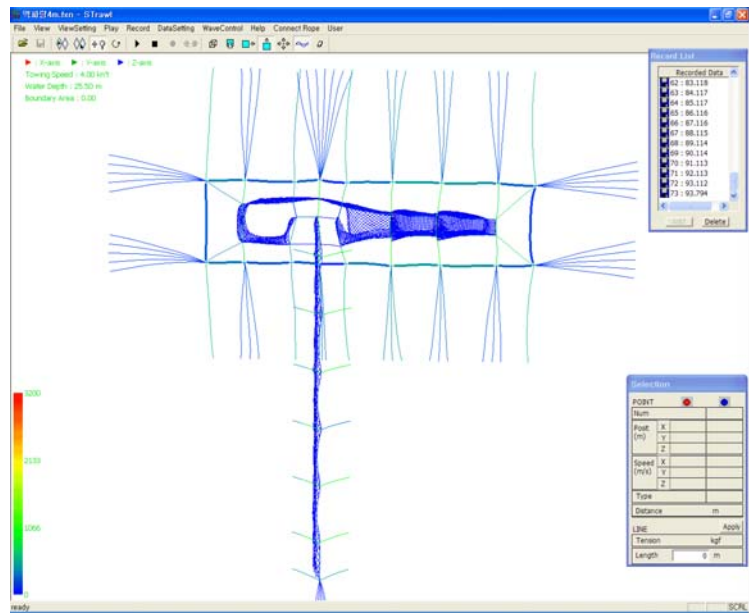 4m.fxn - STrawl
File View ViewSetting Play Record DataSetting WaveControl Help Connect Rope User
: X-axis : Y-axis : Z-axis
Towing Speed : 4.00 kn't
Water Depth : 25.50 m
Boundary Area : 0.00
Record List
Recorded Data
62 : 83.118
63 : 84.117
64 : 85.117
65 : 86.116
66 : 87.116
67 : 88.115
68 : 89.114
69 : 90.114
70 : 91.113
71 : 92.113
72 : 93.112
73 : 93.794
Delete
3200
2133
1066
0
Selection
POINT
Num
Posit (m) X
Y
Z
Speed (m/s) X
Y
Z
Type
Distance m
LINE Apply
Tension kgf
Length 0 m
ready SCRL